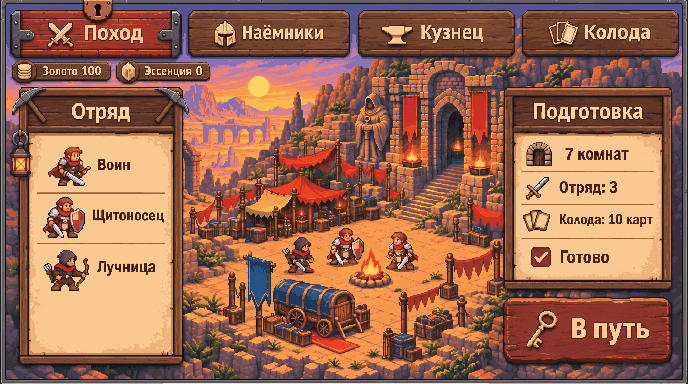 Поход
Наёмники
Кузнец
Колода
Золото 100
Эссенция 0
Отряд
Воин
Щитоносец
Лучница
Подготовка
7 комнат
Отряд: 3
Колода: 10 карт
Готово
В путь